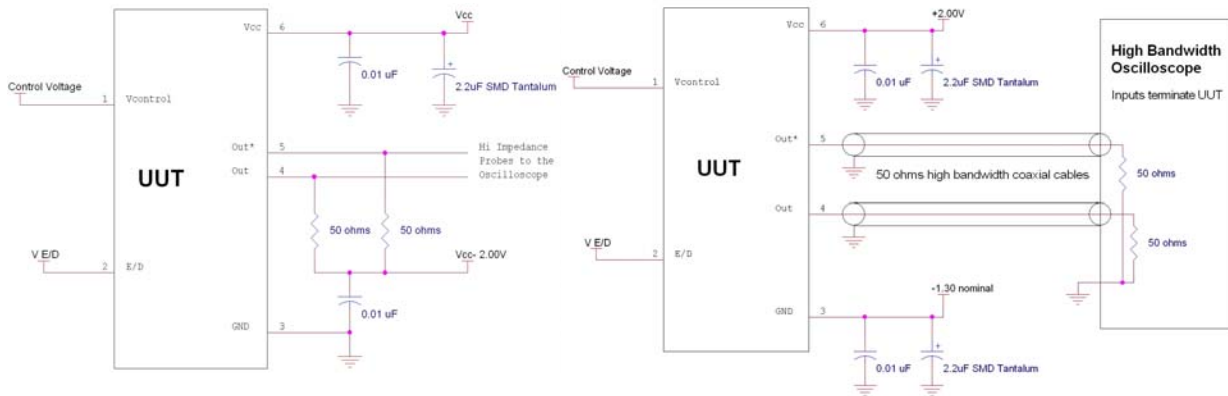 Vcc
Vcc
6
0.01 uF
2.2uF SMD Tantalum
+
Control Voltage
1
Vcontrol
Out*
5
Hi Impedance
Probes to the
Oscilloscope
Out
4
UUT
50 ohms
50 ohms
V E/D
2
E/D
Vcc- 2.00V
0.01 uF
GND
3
Vcc
+2.00V
6
0.01 uF
2.2uF SMD Tantalum
+
Control Voltage
1
Vcontrol
High Bandwidth
Oscilloscope
Inputs terminate UUT
Out*
5
UUT
50 ohms high bandwidth coaxial cables
50 ohms
Out
4
50 ohms
V E/D
2
E/D
-1.30 nominal
GND
3
+
0.01 uF
2.2uF SMD Tantalum